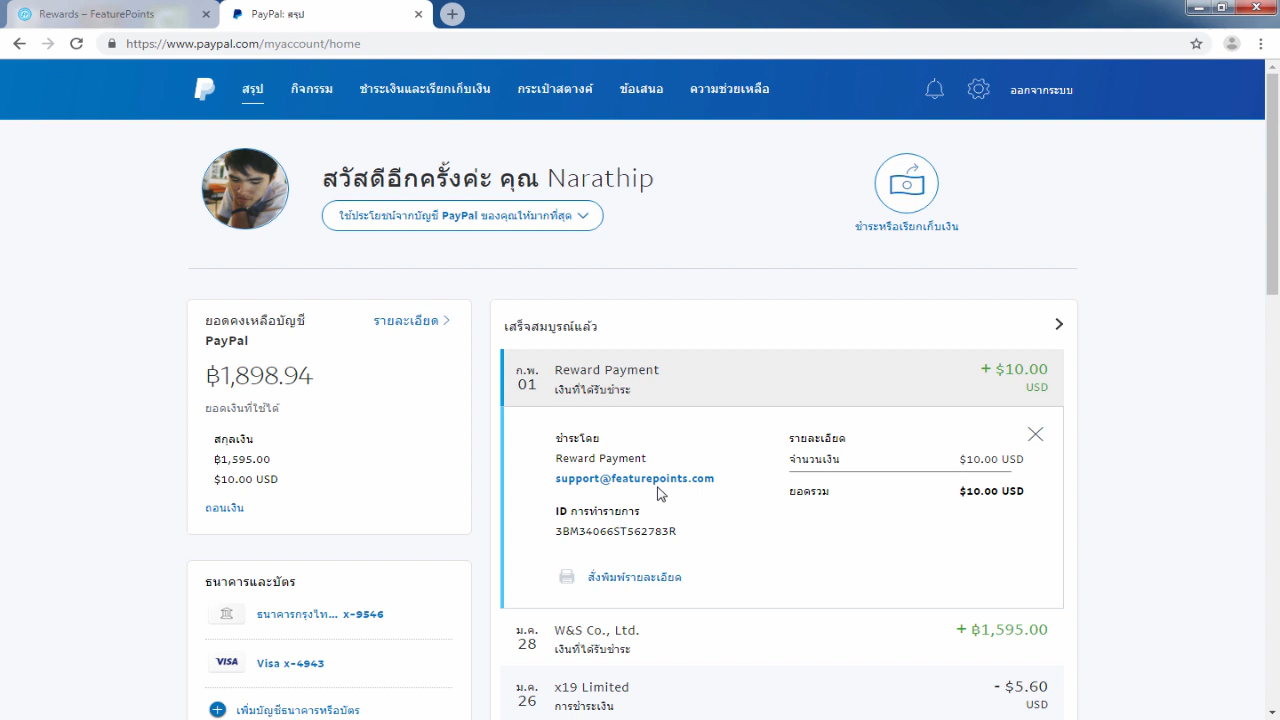 Rewards – FeaturePoints
PayPal: สรุป
https://www.paypal.com/myaccount/home
สรุป กิจกรรม ชำระเงินและเรียกเก็บเงิน กระเป๋าสตางค์ ข้อเสนอ ความช่วยเหลือ ออกจากระบบ
สวัสดีอีกครั้งค่ะ คุณ Narathip
ใช้ประโยชน์จากบัญชี PayPal ของคุณให้มากที่สุด
ชำระหรือเรียกเก็บเงิน
ยอดคงเหลือบัญชี PayPal
รายละเอียด
฿1,898.94
ยอดเงินที่ใช้ได้
สกุลเงิน
฿1,595.00
$10.00 USD
ถอนเงิน
ธนาคารและบัตร
ธนาคารกรุงไท... x-9546
VISA Visa x-4943
เพิ่มบัญชีธนาคารหรือบัตร
เสร็จสมบูรณ์แล้ว
ก.พ. 01
Reward Payment
เงินที่ได้รับชำระ
+ $10.00 USD
ชำระโดย
Reward Payment
support@featurepoints.com
ID การทำรายการ
3BM34066ST562783R
สั่งพิมพ์รายละเอียด
รายละเอียด
จำนวนเงิน $10.00 USD
ยอดรวม $10.00 USD
ม.ค. 28
W&S Co., Ltd.
เงินที่ได้รับชำระ
+ ฿1,595.00
ม.ค. 26
x19 Limited
การชำระเงิน
- $5.60 USD